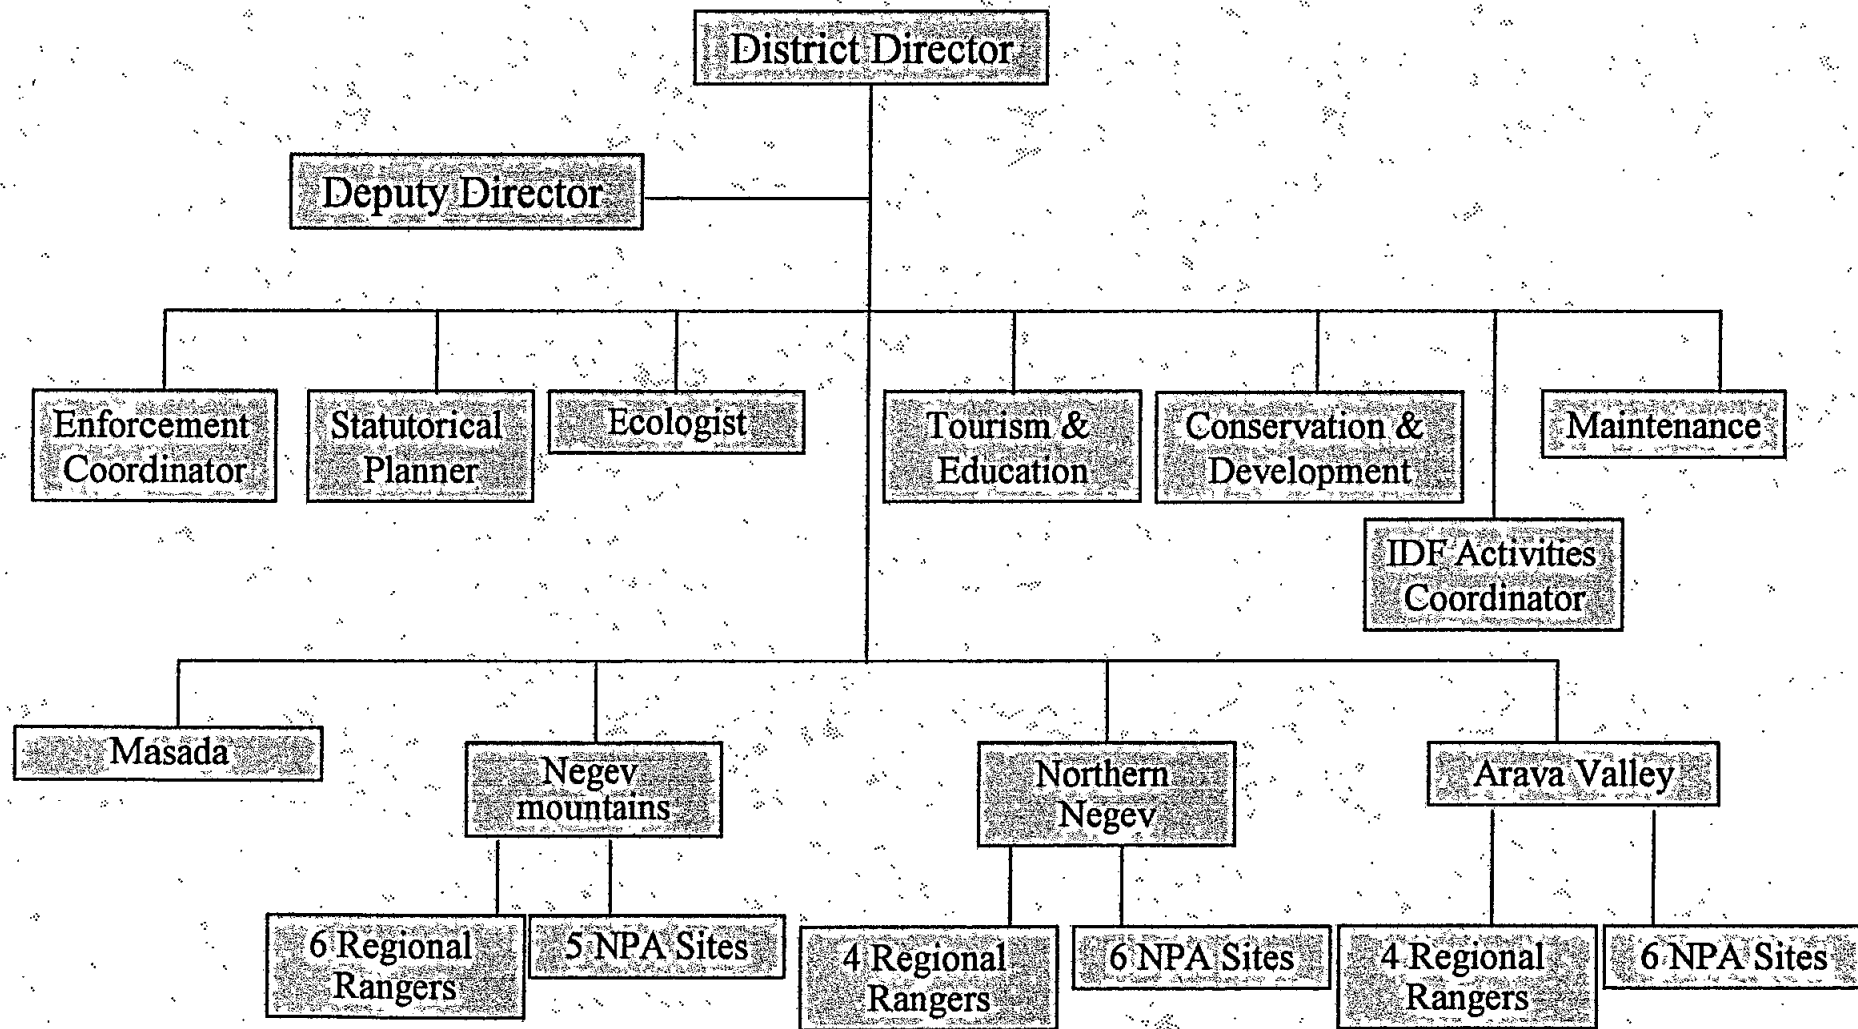 District Director
Deputy Director
Enforcement
Coordinator
Statutorical
Planner
Ecologist
Tourism &
Education
Conservation &
Development
Maintenance
IDF Activities
Coordinator
Masada
Negev
mountains
Northern
Negev
Arava Valley
6 Regional
Rangers
5 NPA Sites
4 Regional
Rangers
6 NPA Sites
4 Regional
Rangers
6 NPA Sites